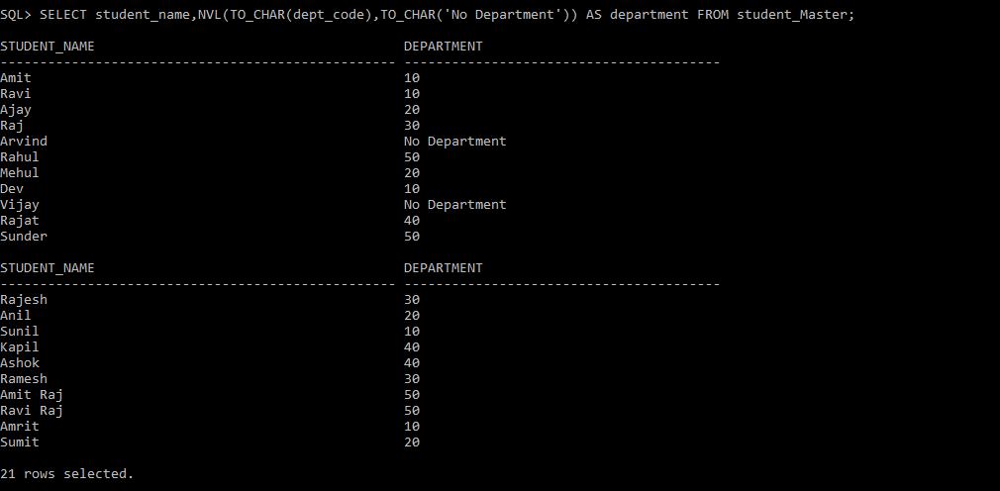 SQL> SELECT student_name,NVL(TO_CHAR(dept_code),TO_CHAR('No Department')) AS department FROM student_Master;
STUDENT_NAME DEPARTMENT
-------------------------------------------------- ----------------------------------------
Amit 10
Ravi 10
Ajay 20
Raj 30
Arvind No Department
Rahul 50
Mehul 20
Dev 10
Vijay No Department
Rajat 40
Sunder 50
STUDENT_NAME DEPARTMENT
-------------------------------------------------- ----------------------------------------
Rajesh 30
Anil 20
Sunil 10
Kapil 40
Ashok 40
Ramesh 30
Amit Raj 50
Ravi Raj 50
Amrit 10
Sumit 20
21 rows selected.